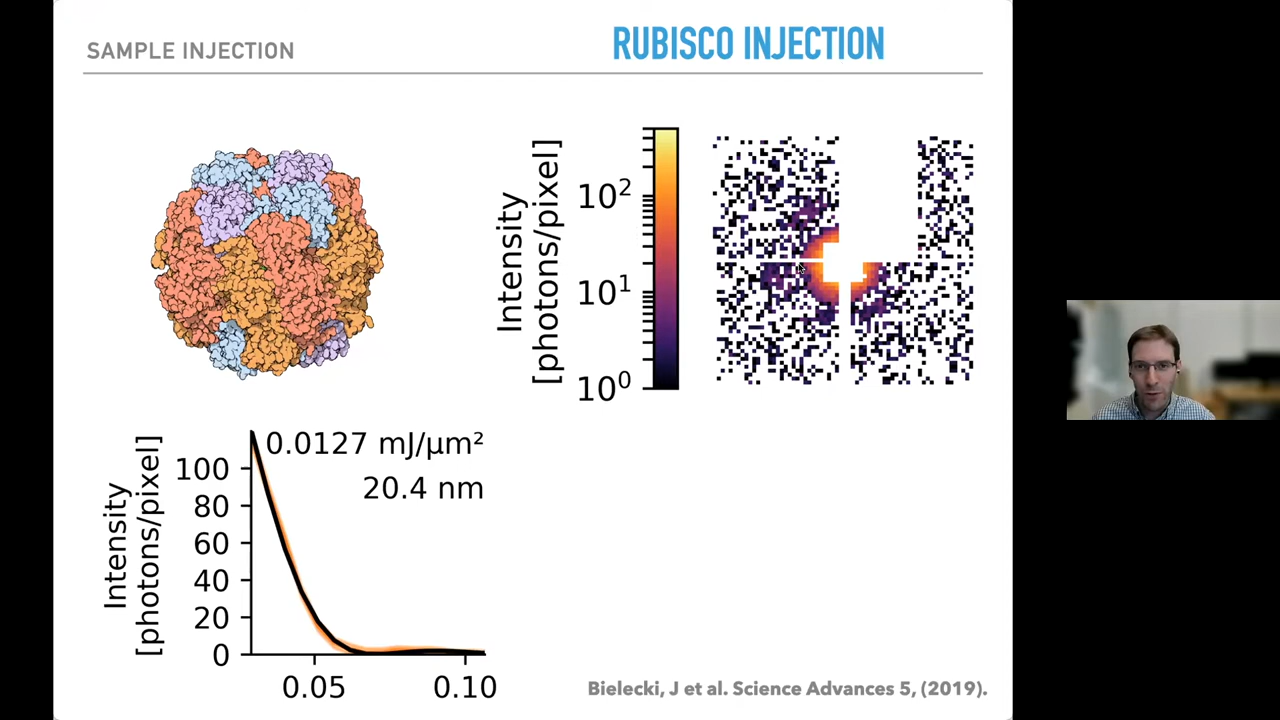 SAMPLE INJECTION
RUBISCO INJECTION
Intensity
[photons/pixel]
10²
10¹
10⁰
0.0127 mJ/μm²
20.4 nm
Intensity
[photons/pixel]
100
80
60
40
20
0
0.05
0.10
Bielecki, J et al. Science Advances 5, (2019).